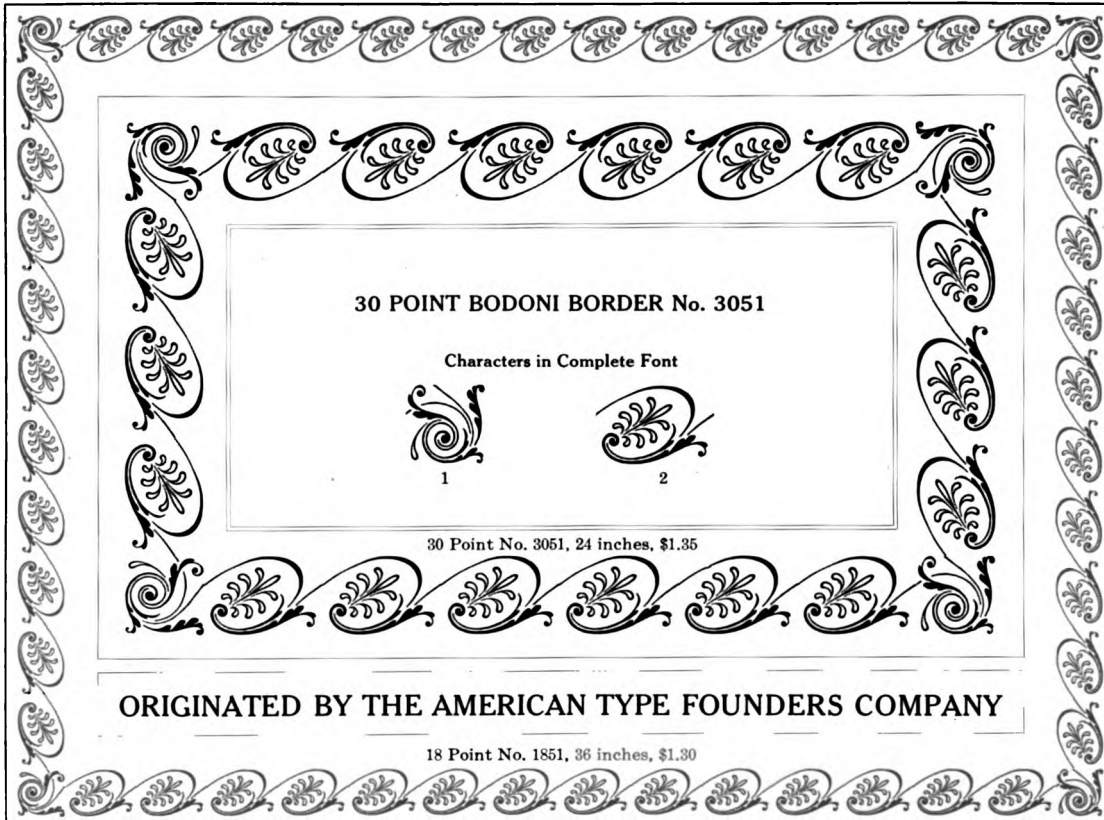 30 POINT BODONI BORDER No. 3051
Characters in Complete Font
1 2
30 Point No. 3051, 24 inches, $1.35
ORIGINATED BY THE AMERICAN TYPE FOUNDERS COMPANY
18 Point No. 1851, 36 inches, $1.30